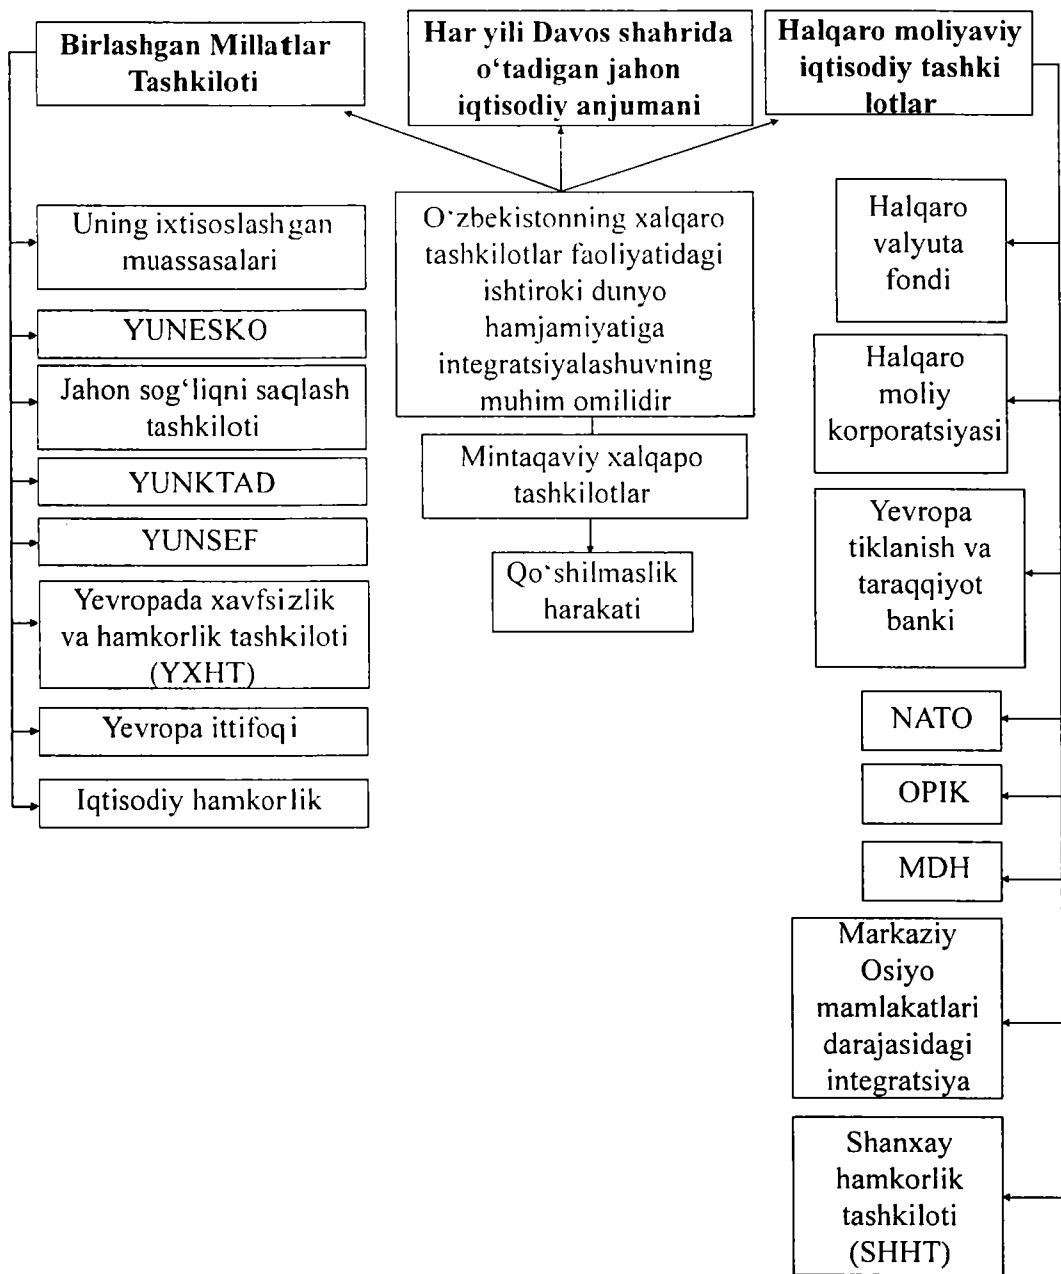 Birlashgan Millatlar
Tashkiloti
Har yili Davos shahrida
o‘tadigan jahon
iqtisodiy anjumani
Halqaro moliyaviy
iqtisodiy tashki
lotlar
Uning ixtisoslashgan
muassasalari
YUNESKO
Jahon sog‘liqni saqlash
tashkiloti
YUNKTAD
YUNSEF
Yevropada xavfsizlik
va hamkorlik tashkiloti
(YXHT)
Yevropa ittifoqi
Iqtisodiy hamkorlik
O‘zbekistonning xalqaro
tashkilotlar faoliyatidagi
ishtiroki dunyo
hamjamiyatiga
integratsiyalashuvning
muhim omilidir
Mintaqaviy xalqapo
tashkilotlar
Qo‘shilmaslik
harakati
Halqaro
valyuta
fondi
Halqaro
moliy
korporatsiyasi
Yevropa
tiklanish va
taraqqiyot
banki
NATO
OPIK
MDH
Markaziy
Osiyo
mamlakatlari
darajasidagi
integratsiya
Shanxay
hamkorlik
tashkiloti
(SHHT)